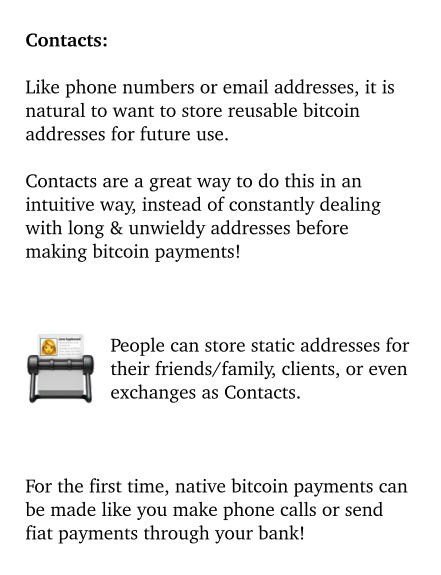 Contacts:
Like phone numbers or email addresses, it is
natural to want to store reusable bitcoin
addresses for future use.
Contacts are a great way to do this in an
intuitive way, instead of constantly dealing
with long & unwieldy addresses before
making bitcoin payments!
People can store static addresses for
their friends/family, clients, or even
exchanges as Contacts.
For the first time, native bitcoin payments can
be made like you make phone calls or send
fiat payments through your bank!